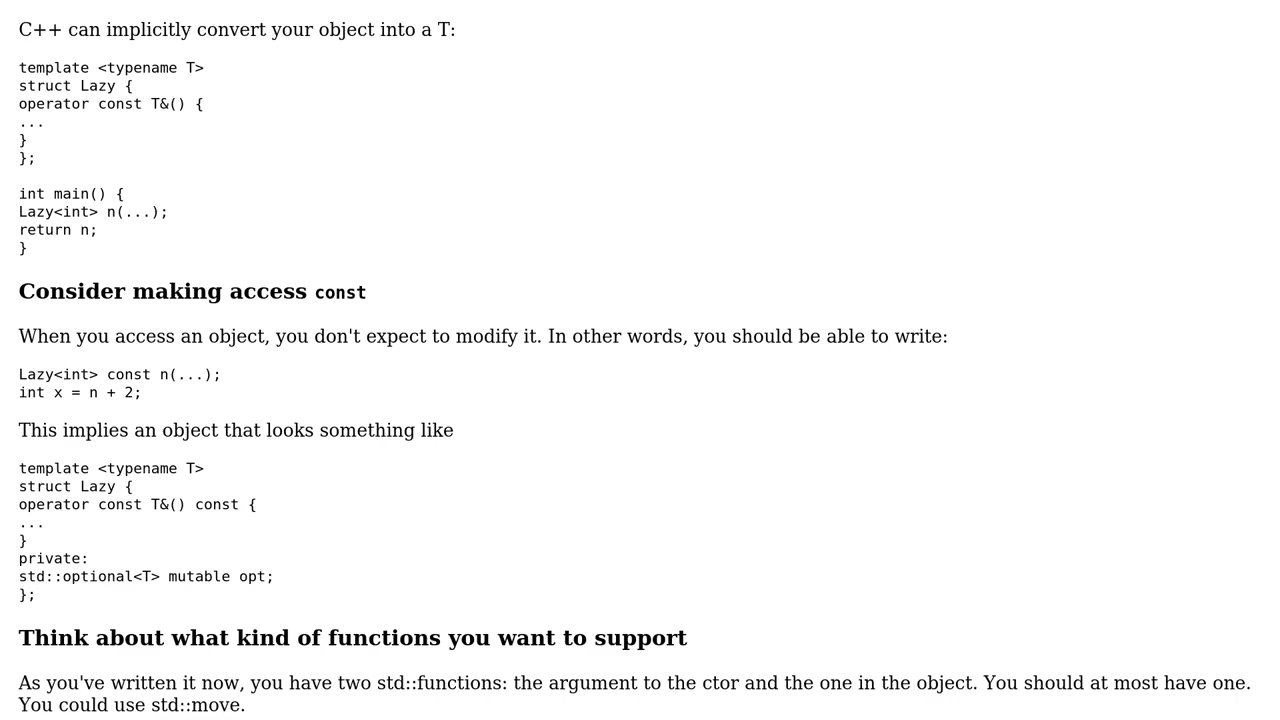 C++ can implicitly convert your object into a T:
template <typename T>
struct Lazy {
operator const T&() {
...
}
};
int main() {
Lazy<int> n(...);
return n;
}
Consider making access const
When you access an object, you don't expect to modify it. In other words, you should be able to write:
Lazy<int> const n(...);
int x = n + 2;
This implies an object that looks something like
template <typename T>
struct Lazy {
operator const T&() const {
...
}
private:
std::optional<T> mutable opt;
};
Think about what kind of functions you want to support
As you've written it now, you have two std::functions: the argument to the ctor and the one in the object. You should at most have one.
You could use std::move.